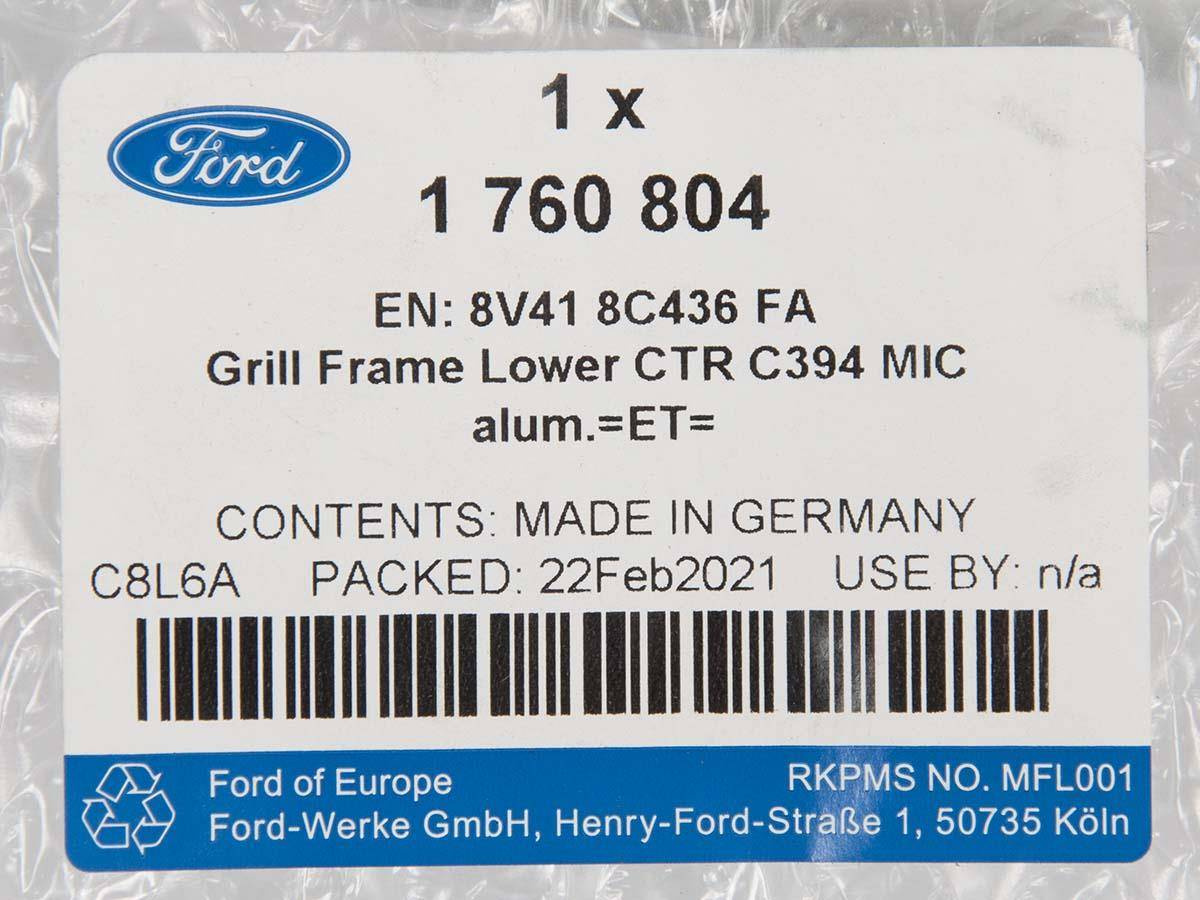 Ford
1 x
1 760 804
EN: 8V41 8C436 FA
Grill Frame Lower CTR C394 MIC
alum.=ET=
CONTENTS: MADE IN GERMANY
C8L6A PACKED: 22Feb2021 USE BY: n/a
Ford of Europe RKPMS NO. MFL001
Ford-Werke GmbH, Henry-Ford-Straße 1, 50735 Köln